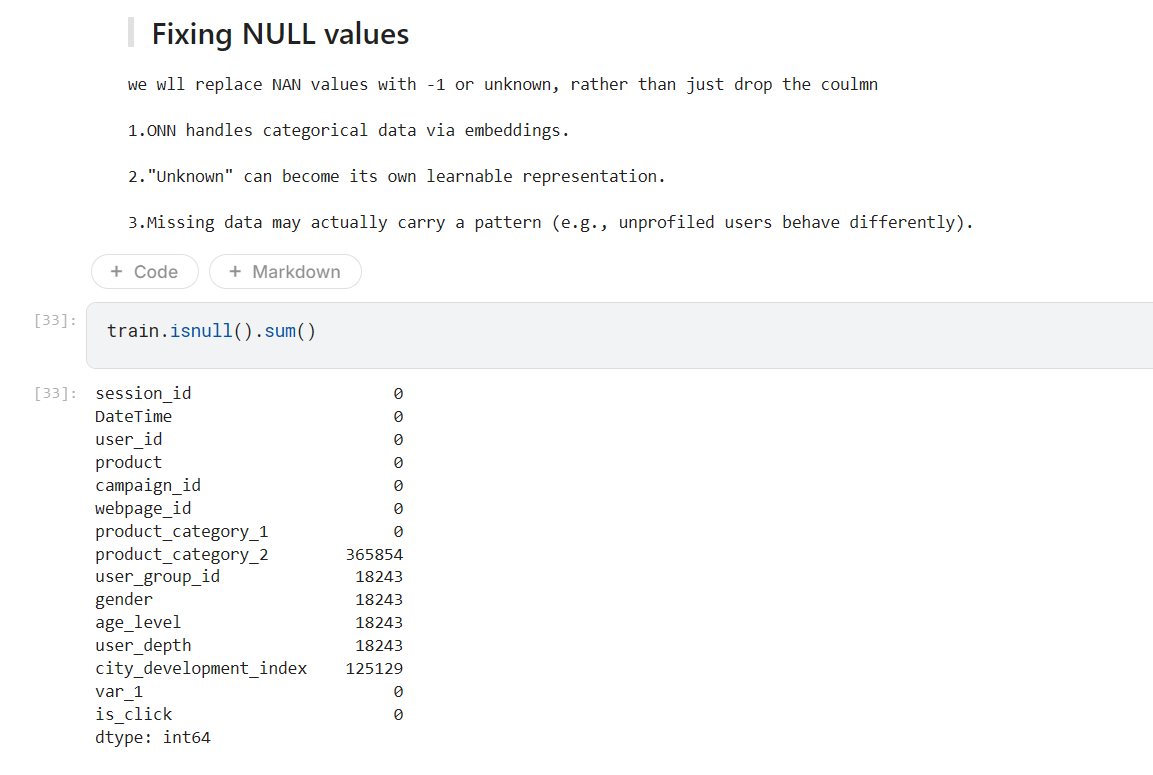 Fixing NULL values
we wll replace NAN values with -1 or unknown, rather than just drop the coulmn
1.ONN handles categorical data via embeddings.
2."Unknown" can become its own learnable representation.
3.Missing data may actually carry a pattern (e.g., unprofiled users behave differently).
+ Code + Markdown
[33]: train.isnull().sum()
[33]: session_id 0
DateTime 0
user_id 0
product 0
campaign_id 0
webpage_id 0
product_category_1 0
product_category_2 365854
user_group_id 18243
gender 18243
age_level 18243
user_depth 18243
city_development_index 125129
var_1 0
is_click 0
dtype: int64